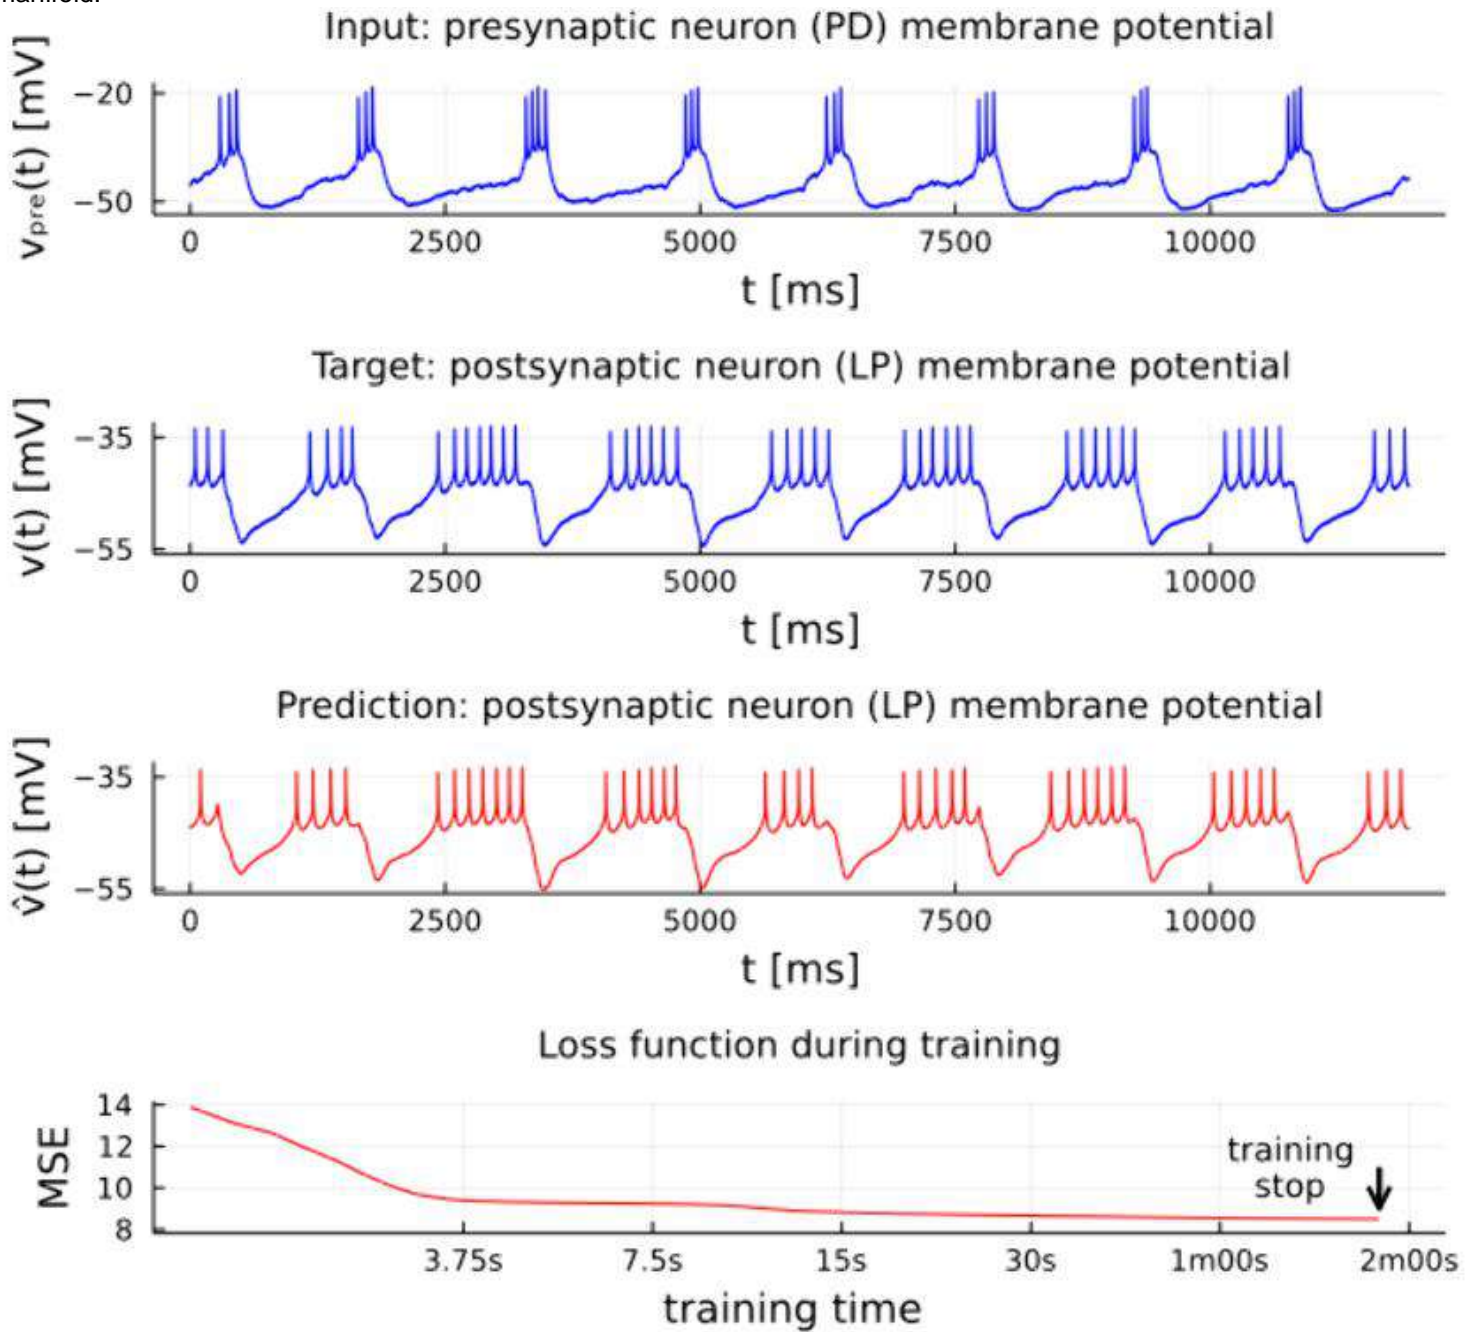 manifold.
Input: presynaptic neuron (PD) membrane potential
vpre(t) [mV]
−20
−50
0 2500 5000 7500 10000
t [ms]
Target: postsynaptic neuron (LP) membrane potential
v(t) [mV]
−35
−55
0 2500 5000 7500 10000
t [ms]
Prediction: postsynaptic neuron (LP) membrane potential
v̂(t) [mV]
−35
−55
0 2500 5000 7500 10000
t [ms]
Loss function during training
MSE
14
12
10
8
training
stop
3.75s 7.5s 15s 30s 1m00s 2m00s
training time